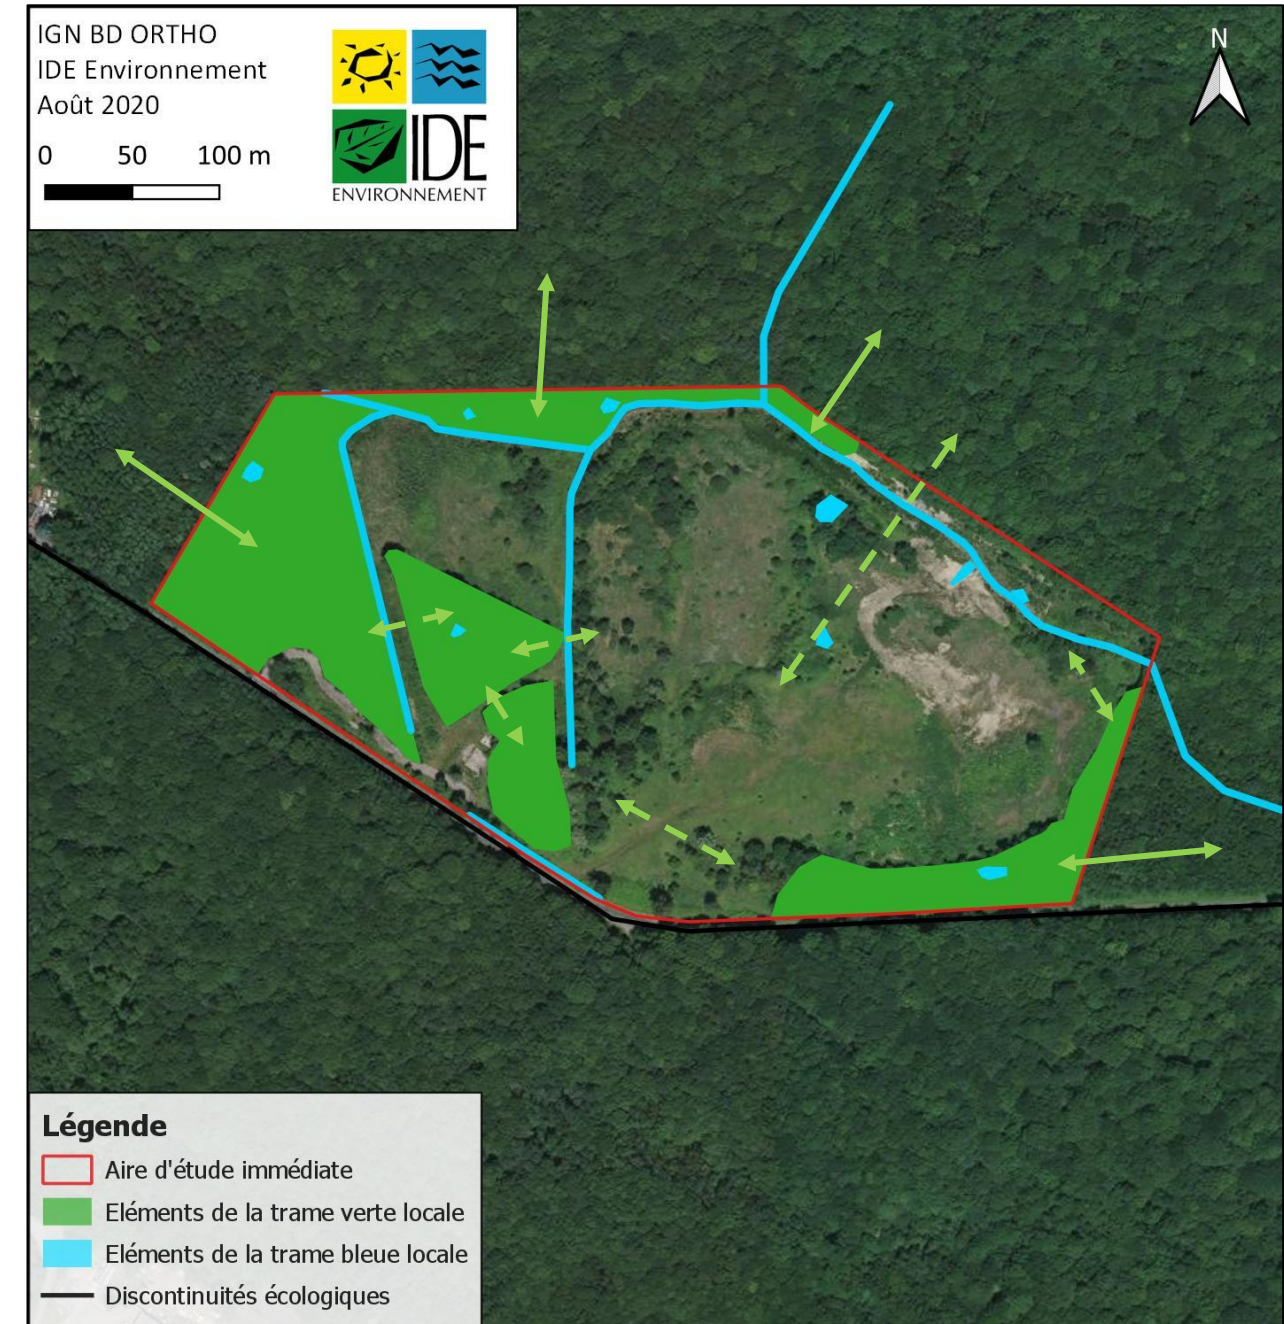 IGN BD ORTHO
IDE Environnement
Août 2020
0 50 100 m
IDE
ENVIRONNEMENT
N
Légende
Aire d'étude immédiate
Eléments de la trame verte locale
Eléments de la trame bleue locale
Discontinuités écologiques